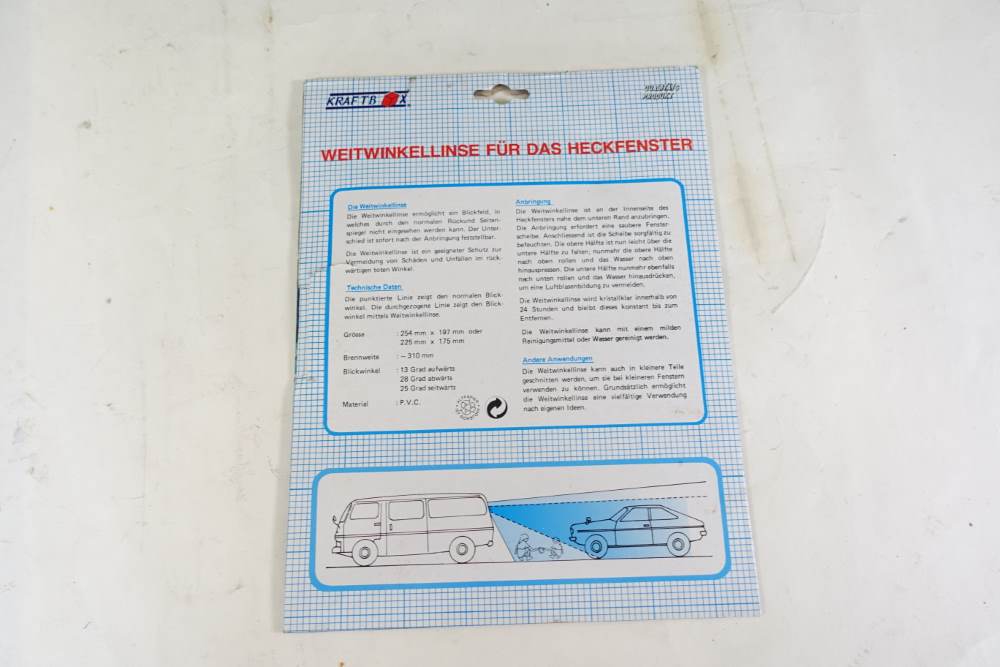 KRAFTBOX
QUALITÄTS
PRODUKT
WEITWINKELLINSE FÜR DAS HECKFENSTER
Die Weitwinkellinse
Die Weitwinkellinse ermöglicht ein Blickfeld, in
welches durch den normalen Rückund Seiten-
spiegel nicht eingesehen werden kann. Der Unter-
schied ist sofort nach der Anbringung feststellbar.
Die Weitwinkellinse ist ein geeigneter Schutz zur
Vermeidung von Schäden und Unfällen im rück-
wärtigen toten Winkel.
Technische Daten
Die punktierte Linie zeigt den normalen Blick-
winkel. Die durchgezogene Linie zeigt den Blick-
winkel mittels Weitwinkellinse.
Grösse : 254 mm x 197 mm oder
225 mm x 175 mm
Brennweite : – 310 mm
Blickwinkel : 13 Grad aufwärts
28 Grad abwärts
25 Grad seitwärts
Material : P.V.C.
Anbringung
Die Weitwinkellinse ist an der Innenseite des
Heckfensters nahe dem unteren Rand anzubringen.
Die Anbringung erfordert eine saubere Fenster-
scheibe. Anschliessend ist die Scheibe sorgfältig zu
befeuchten. Die obere Hälfte ist nun leicht über die
untere Hälfte zu falten; nunmehr die obere Hälfte
nach oben rollen und das Wasser nach oben
hinauspressen. Die untere Hälfte nunmehr ebenfalls
nach unten rollen und das Wasser hinausdrücken,
um eine Luftblasenbildung zu vermeiden.
Die Weitwinkellinse wird kristallklar innerhalb von
24 Stunden und bleibt dieses konstant bis zum
Entfernen.
Die Weitwinkellinse kann mit einem milden
Reinigungsmittel oder Wasser gereinigt werden.
Andere Anwendungen
Die Weitwinkellinse kann auch in kleinere Teile
geschnitten werden, um sie bei kleineren Fenstern
verwenden zu können. Grundsätzlich ermöglicht
die Weitwinkellinse eine vielfältige Verwendung
nach eigenen Ideen.